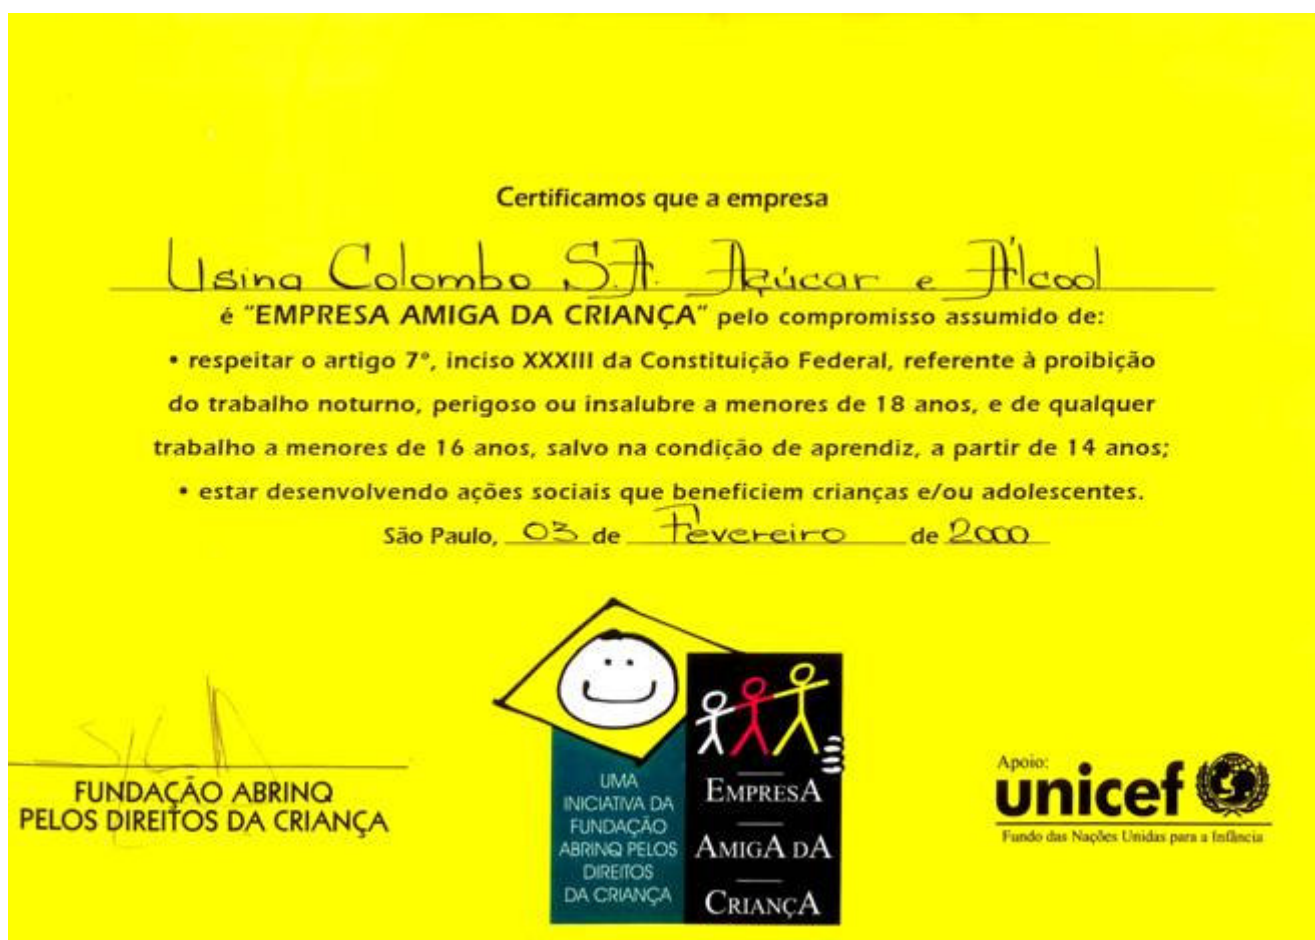 Certificamos que a empresa
Usina Colombo S.A. Açúcar e Álcool
é "EMPRESA AMIGA DA CRIANÇA" pelo compromisso assumido de:
• respeitar o artigo 7º, inciso XXXIII da Constituição Federal, referente à proibição
do trabalho noturno, perigoso ou insalubre a menores de 18 anos, e de qualquer
trabalho a menores de 16 anos, salvo na condição de aprendiz, a partir de 14 anos;
• estar desenvolvendo ações sociais que beneficiem crianças e/ou adolescentes.
São Paulo, 03 de Fevereiro de 2000
FUNDAÇÃO ABRINQ
PELOS DIREITOS DA CRIANÇA
UMA
INICIATIVA DA
FUNDAÇÃO
ABRINQ PELOS
DIREITOS
DA CRIANÇA
EMPRESA
AMIGA DA
CRIANÇA
Apoio:
unicef
Fundo das Nações Unidas para a Infância